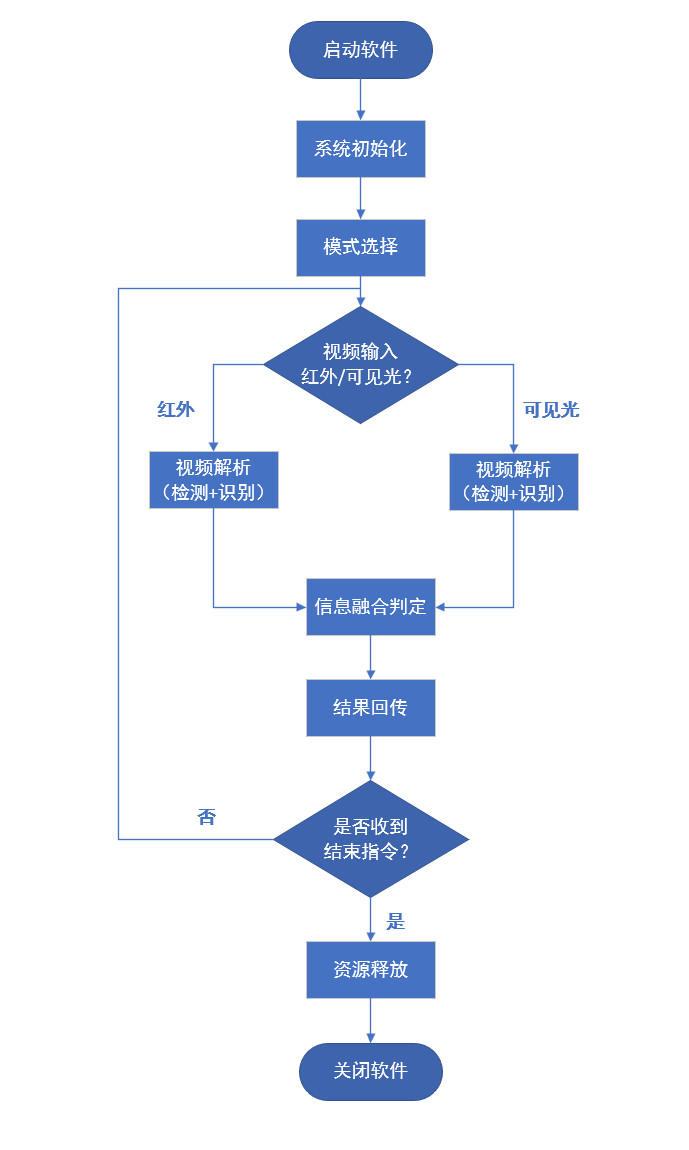 启动软件
系统初始化
模式选择
视频输入
红外/可见光？
红外
可见光
视频解析
（检测+识别）
视频解析
（检测+识别）
信息融合判定
结果回传
否
是否收到
结束指令？
是
资源释放
关闭软件